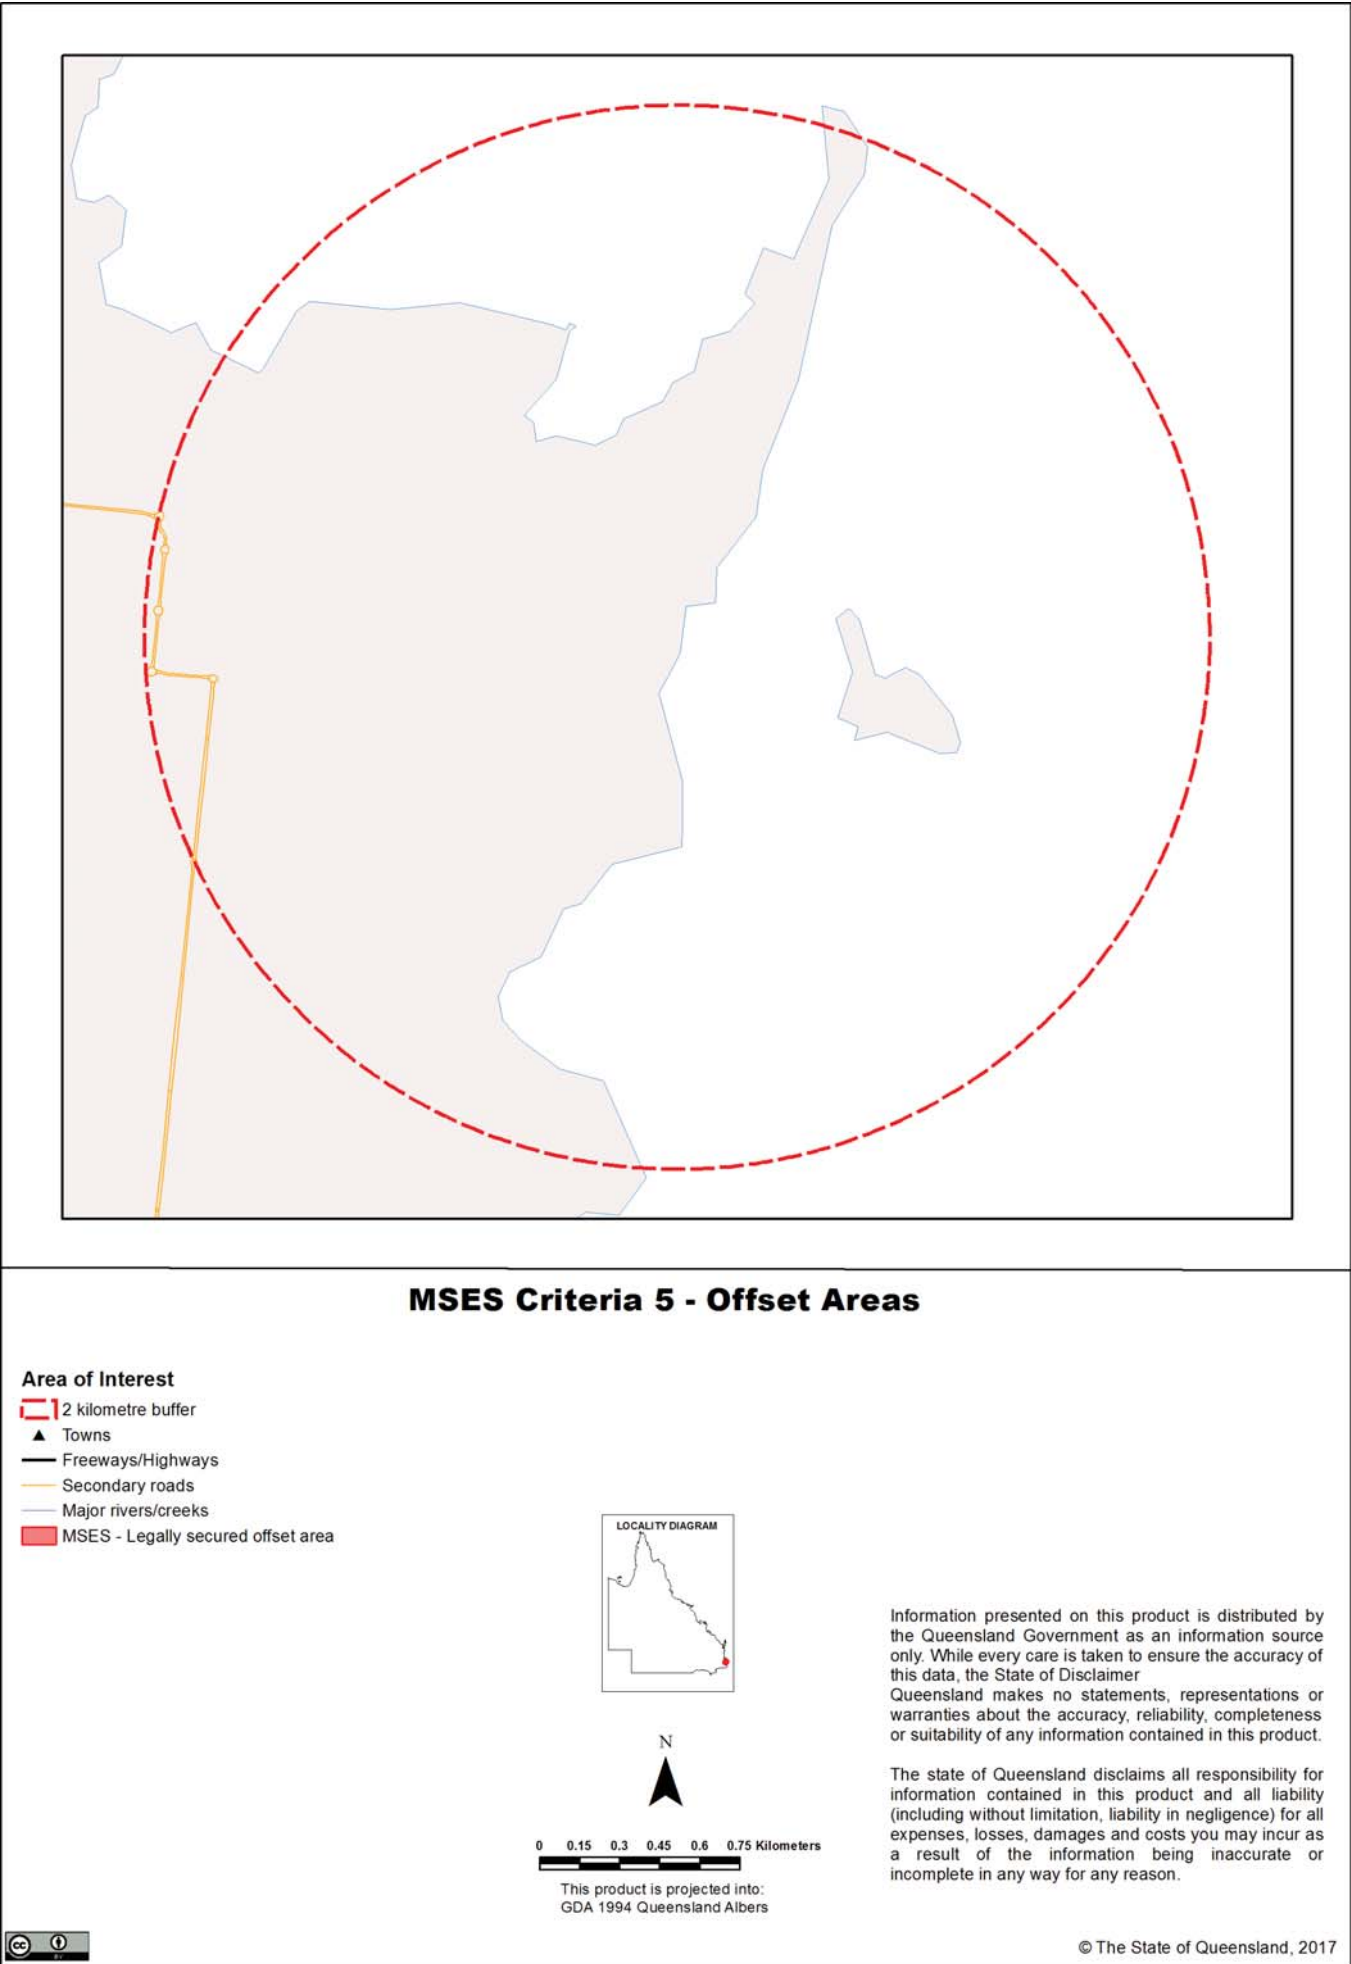 MSES Criteria 5 - Offset Areas
Area of Interest
2 kilometre buffer
Towns
Freeways/Highways
Secondary roads
Major rivers/creeks
MSES - Legally secured offset area
LOCALITY DIAGRAM
N
0 0.15 0.3 0.45 0.6 0.75 Kilometers
This product is projected into:
GDA 1994 Queensland Albers
Information presented on this product is distributed by
the Queensland Government as an information source
only. While every care is taken to ensure the accuracy of
this data, the State of Disclaimer
Queensland makes no statements, representations or
warranties about the accuracy, reliability, completeness
or suitability of any information contained in this product.
The state of Queensland disclaims all responsibility for
information contained in this product and all liability
(including without limitation, liability in negligence) for all
expenses, losses, damages and costs you may incur as
a result of the information being inaccurate or
incomplete in any way for any reason.
cc
BY
© The State of Queensland, 2017